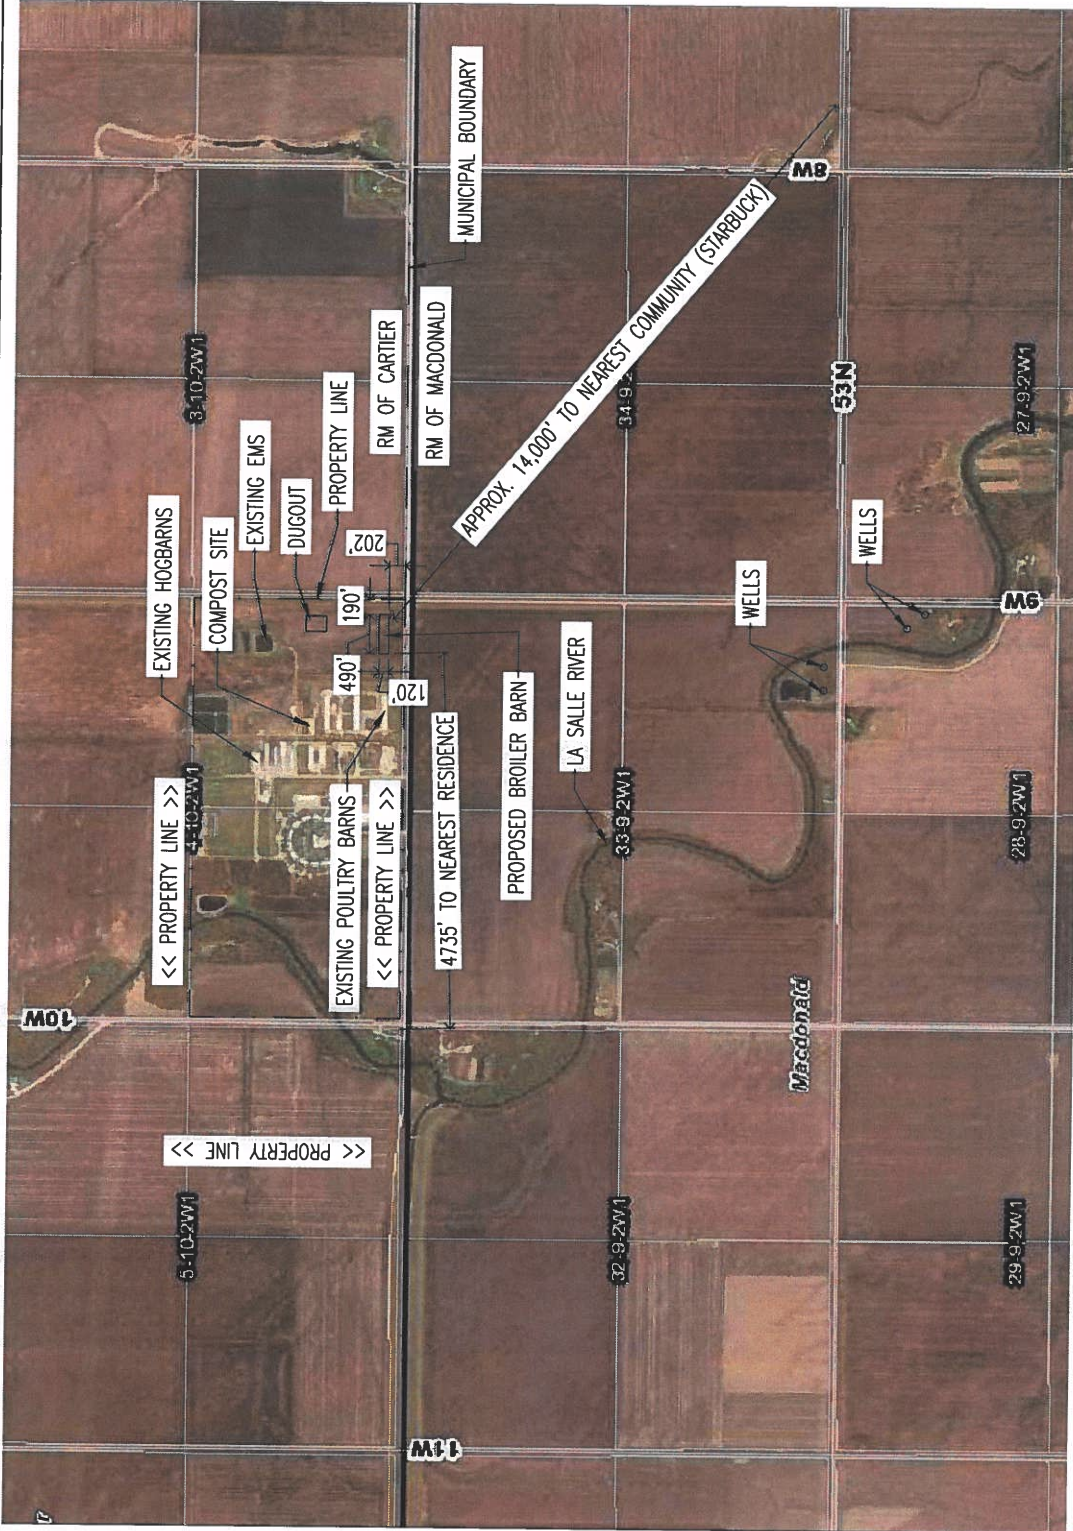 3-10-2W1
EXISTING HOGBARNS
COMPOST SITE
EXISTING EMS
DUGOUT
PROPERTY LINE
<< PROPERTY LINE >>
4-10-2W1
190'
202'
490'
120'
RM OF CARTIER
RM OF MACDONALD
MUNICIPAL BOUNDARY
EXISTING POULTRY BARNS
<< PROPERTY LINE >>
4735' TO NEAREST RESIDENCE
PROPOSED BROILER BARN
LA SALLE RIVER
APPROX. 14,000' TO NEAREST COMMUNITY (STARBUCK)
10W
<< PROPERTY LINE >>
5-10-2W1
8W
33-9-2W1
32-9-2W1
WELLS
WELLS
53N
Macdonald
9W
11W
27-9-2W1
28-9-2W1
29-9-2W1